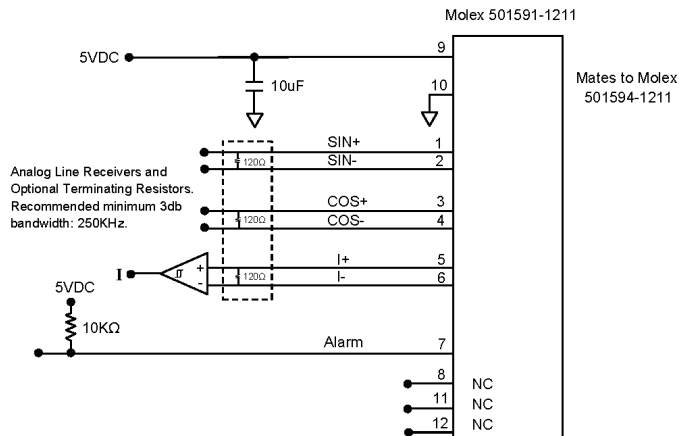 Molex 501591-1211
5VDC
9
10uF
10
Mates to Molex
501594-1211
SIN+
1
120Ω
SIN-
2
Analog Line Receivers and
Optional Terminating Resistors.
Recommended minimum 3db
bandwidth: 250KHz.
COS+
3
120Ω
COS-
4
I+
5
I
+
-
120Ω
I-
6
5VDC
10KΩ
Alarm
7
8
NC
11
NC
12
NC